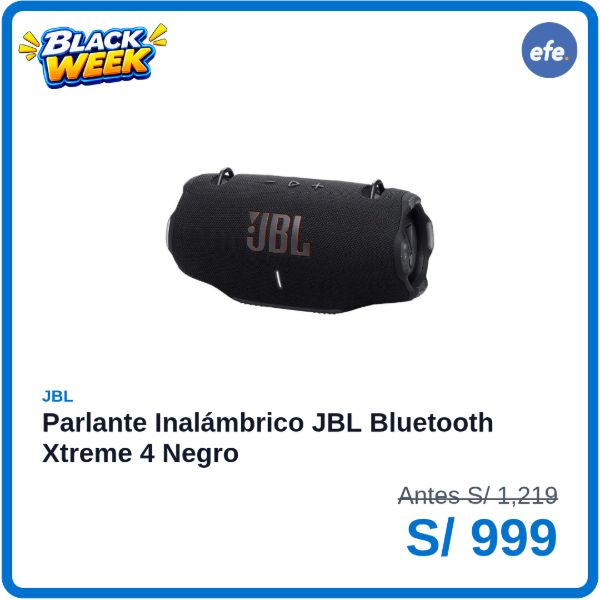 BLACK
WEEK
efe.
JBL
JBL
Parlante Inalámbrico JBL Bluetooth
Xtreme 4 Negro
Antes S/ 1,219
S/ 999